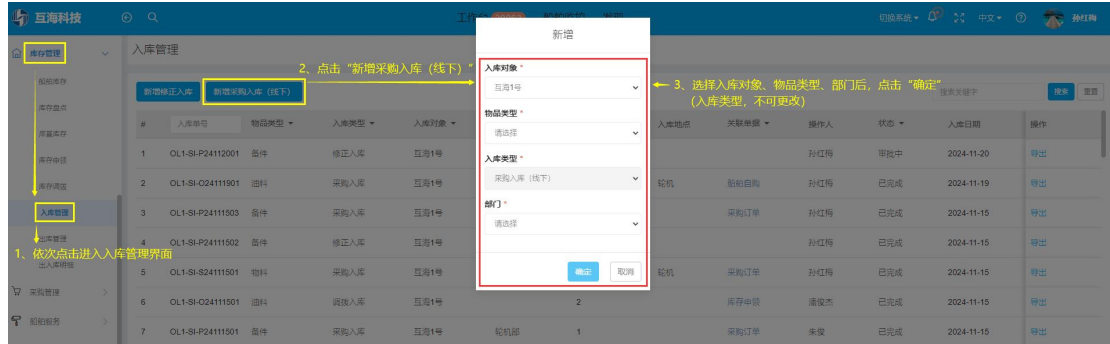 互海科技
切换系统
中文
孙红梅
库存管理
船舶库存
库存盘点
岸基库存
库存申领
库存调拨
入库管理
出库管理
出入库明细
采购管理
船舶服务
1、依次点击进入入库管理界面
入库管理
新增修正入库 新增采购入库（线下）
2、点击“新增采购入库（线下）“
搜索关键字 搜索 重置
# 入库单号 物品类型 入库类型 入库对象 入库地点 关联单据 操作人 状态 入库日期 操作
1 OL1-SI-P24112001 备件 修正入库 互海1号 孙红梅 审批中 2024-11-20 导出
2 OL1-SI-O24111901 油料 采购入库 互海1号 轮机 船舶自购 孙红梅 已完成 2024-11-19 导出
3 OL1-SI-P24111503 备件 采购入库 互海1号 采购订单 孙红梅 已完成 2024-11-15 导出
4 OL1-SI-P24111502 备件 修正入库 互海1号 孙红梅 已完成 2024-11-15 导出
5 OL1-SI-S24111501 物料 采购入库 互海1号 轮机 采购订单 孙红梅 已完成 2024-11-15 导出
6 OL1-SI-O24111501 油料 调拨入库 互海1号 2 库存申领 潘俊杰 已完成 2024-11-15 导出
7 OL1-SI-P24111501 备件 采购入库 互海1号 轮机部 1 采购订单 朱俊 已完成 2024-11-15 导出
新增
入库对象 *
互海1号
物品类型 *
请选择
入库类型 *
采购入库（线下）
部门 *
请选择
确定 取消
3、选择入库对象、物品类型、部门后，点击“确定”
(入库类型，不可更改)